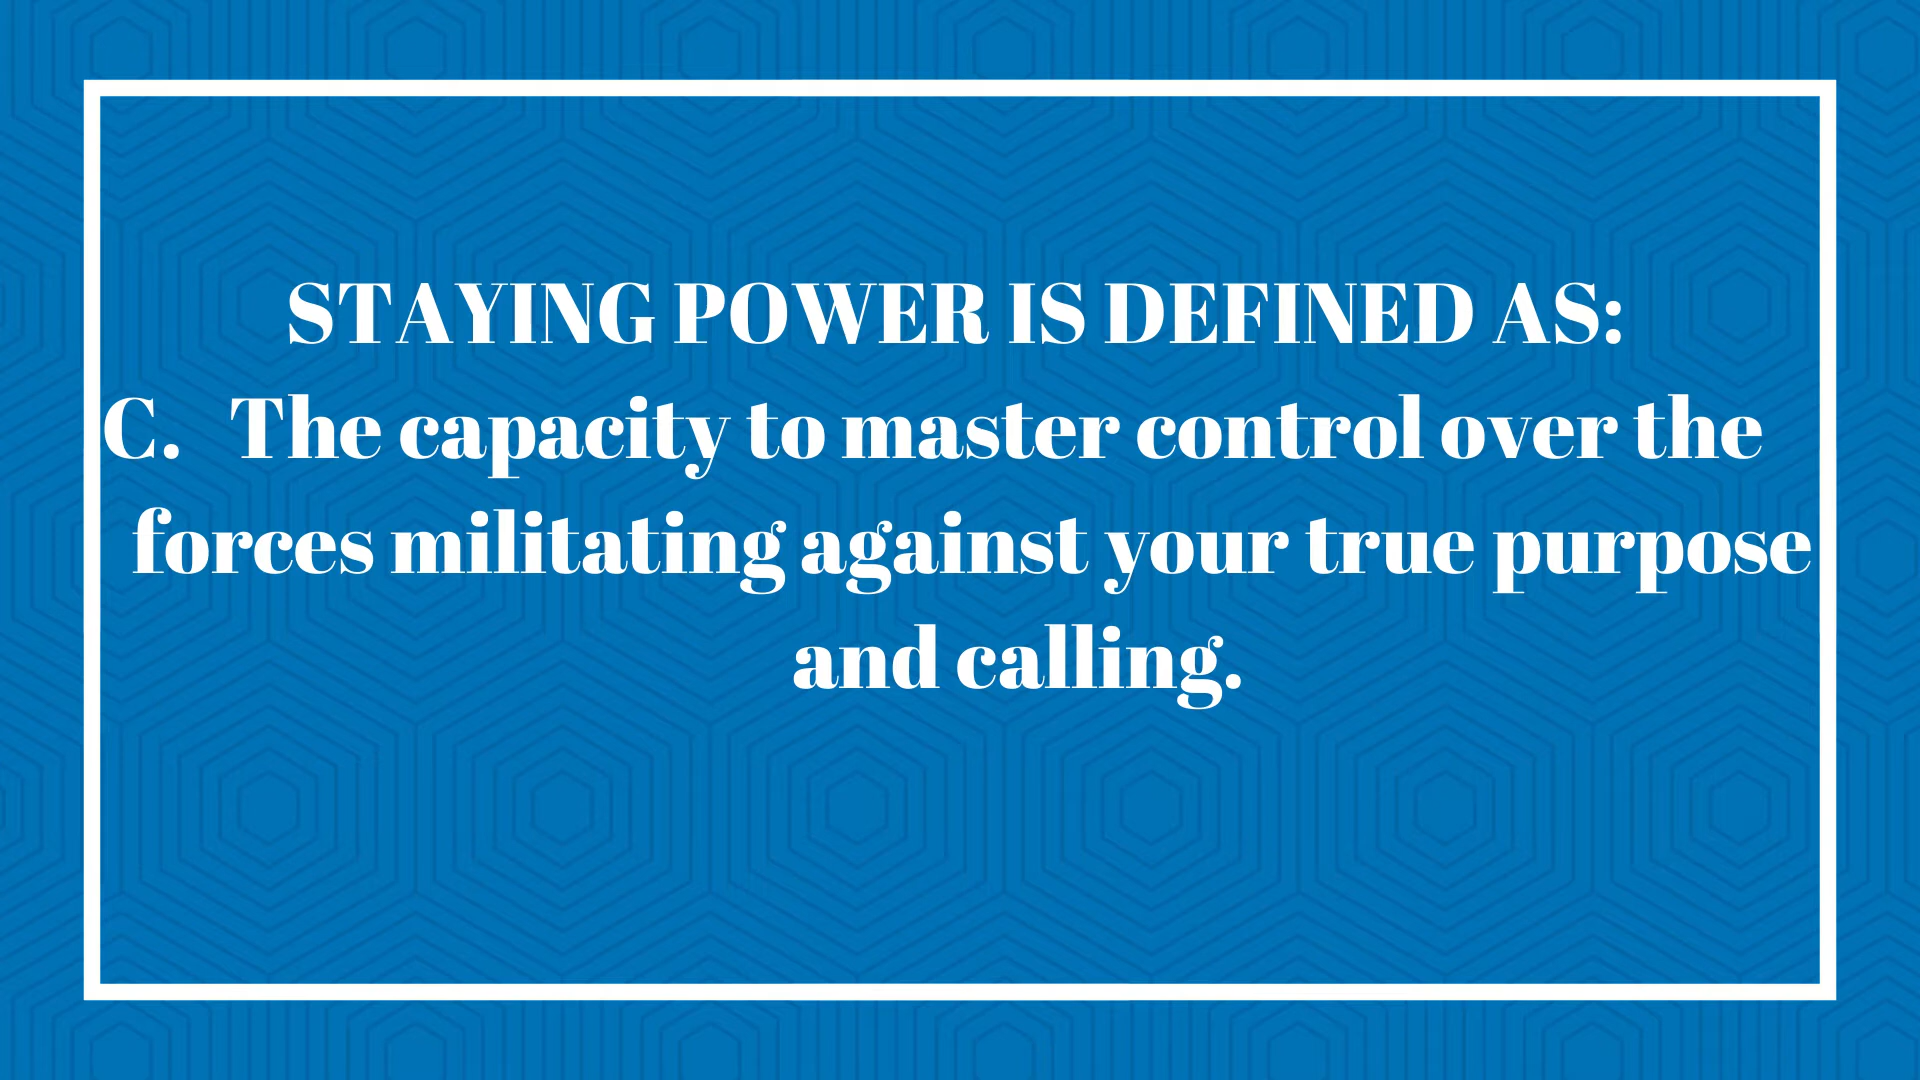 STAYING POWER IS DEFINED AS:
C. The capacity to master control over the
forces militating against your true purpose
and calling.